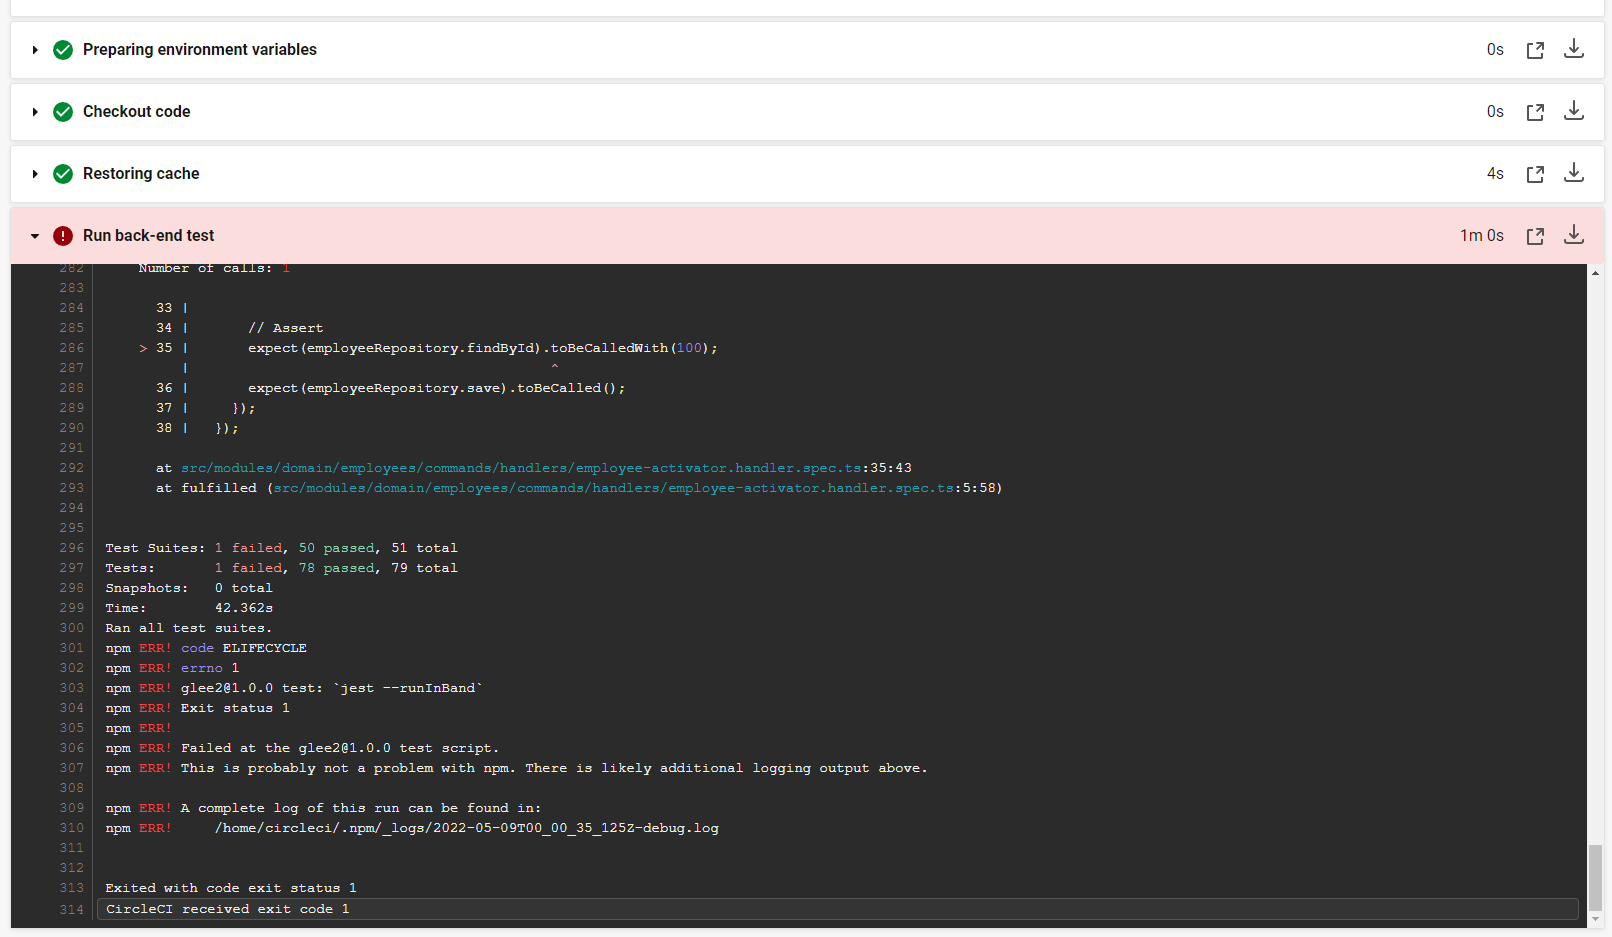 Preparing environment variables 0s
Checkout code 0s
Restoring cache 4s
Run back-end test 1m 0s
282 Number of calls: 1
283
284 33 |
285 34 | // Assert
286 > 35 | expect(employeeRepository.findById).toBeCalledWith(100);
287 | ^
288 36 | expect(employeeRepository.save).toBeCalled();
289 37 | });
290 38 | });
291
292 at src/modules/domain/employees/commands/handlers/employee-activator.handler.spec.ts:35:43
293 at fulfilled (src/modules/domain/employees/commands/handlers/employee-activator.handler.spec.ts:5:58)
294
295
296 Test Suites: 1 failed, 50 passed, 51 total
297 Tests: 1 failed, 78 passed, 79 total
298 Snapshots: 0 total
299 Time: 42.362s
300 Ran all test suites.
301 npm ERR! code ELIFECYCLE
302 npm ERR! errno 1
303 npm ERR! glee2@1.0.0 test: `jest --runInBand`
304 npm ERR! Exit status 1
305 npm ERR!
306 npm ERR! Failed at the glee2@1.0.0 test script.
307 npm ERR! This is probably not a problem with npm. There is likely additional logging output above.
308
309 npm ERR! A complete log of this run can be found in:
310 npm ERR! /home/circleci/.npm/_logs/2022-05-09T00_00_35_125Z-debug.log
311
312
313 Exited with code exit status 1
314 CircleCI received exit code 1